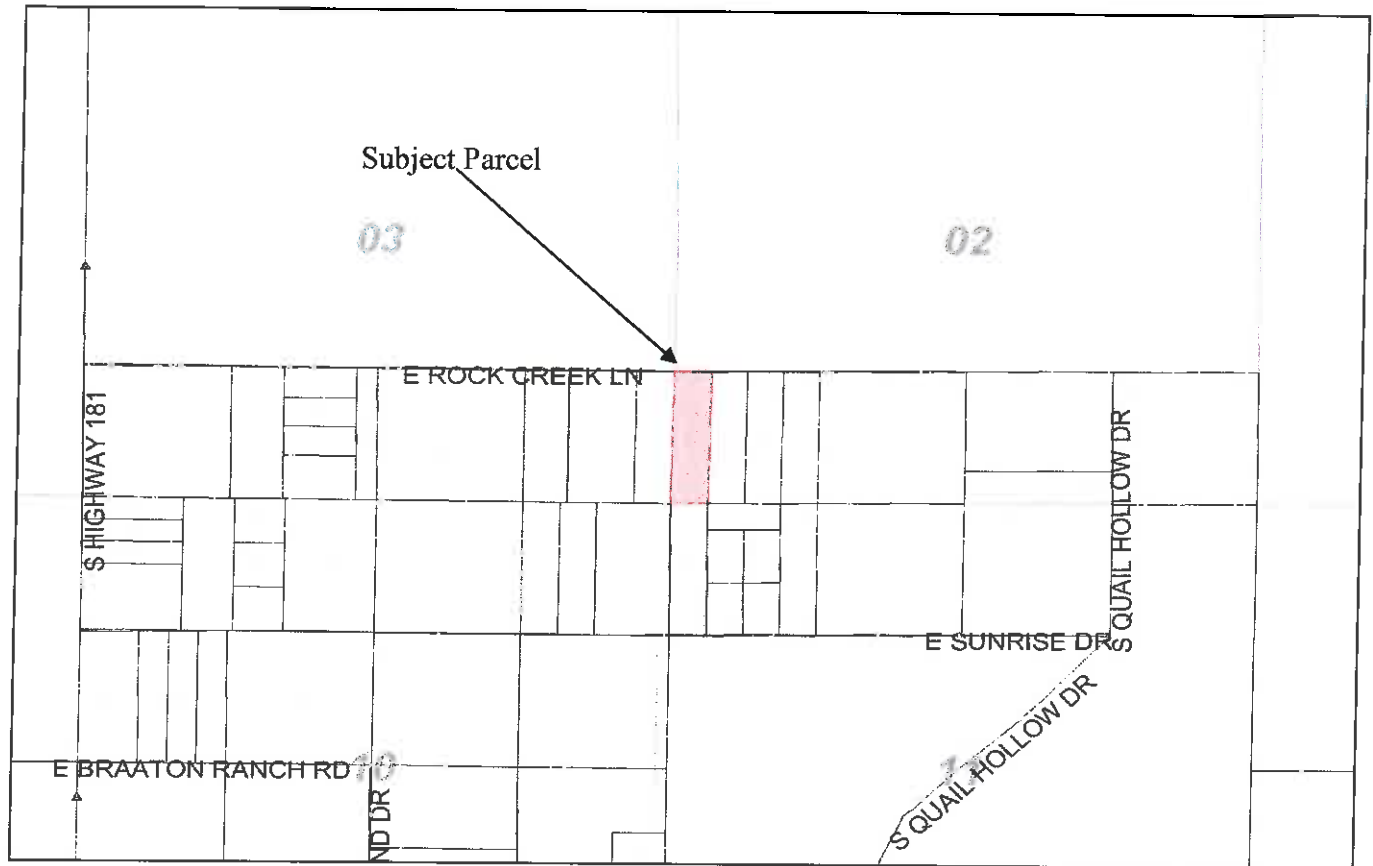 Subject Parcel
03
02
E ROCK CREEK LN
S HIGHWAY 181
S QUAIL HOLLOW DR
E SUNRISE DR
S QUAIL HOLLOW DR
E BRAATON RANCH RD
10
ND DR